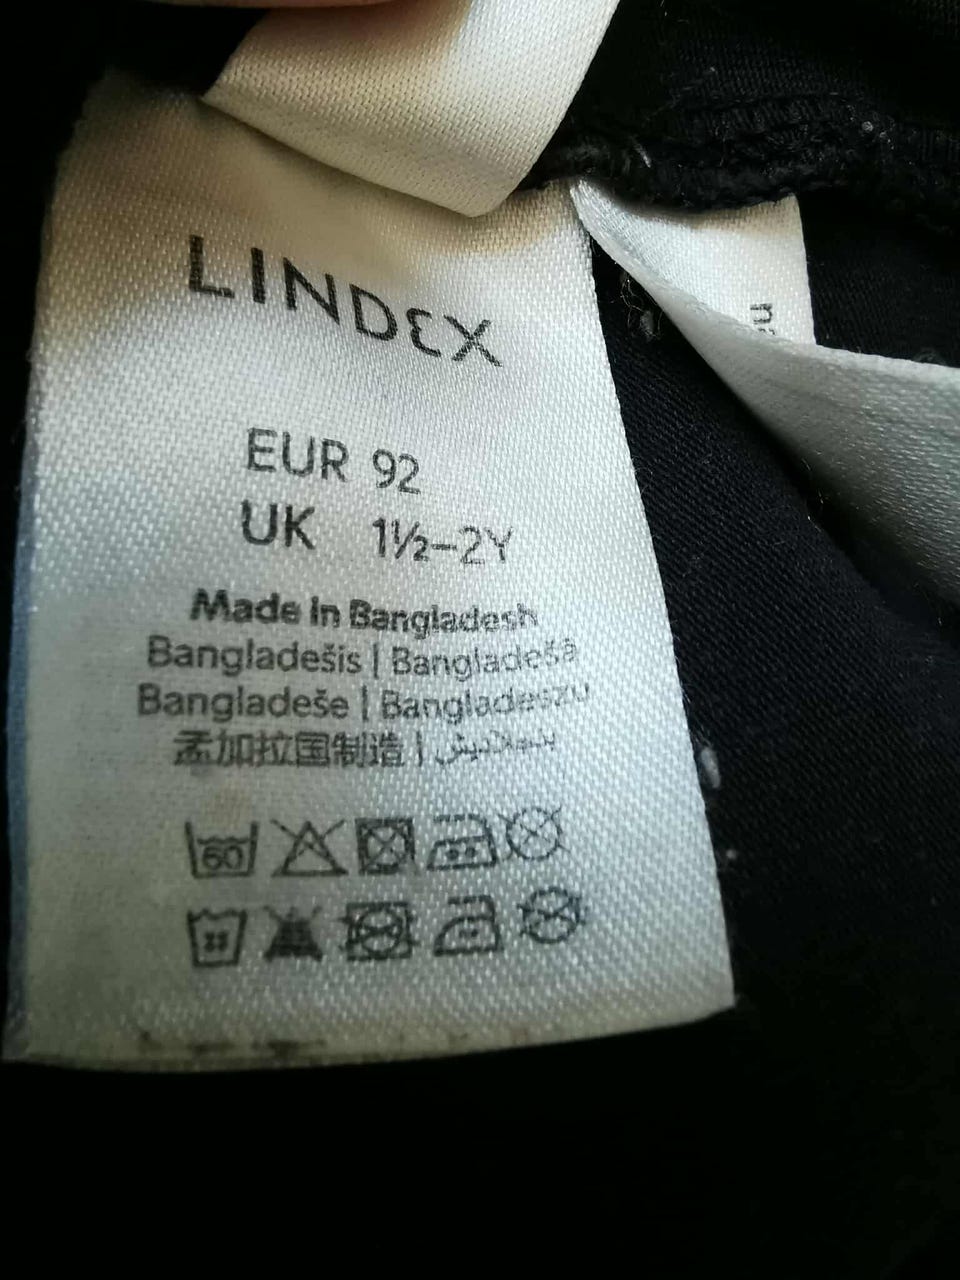 LINDEX
EUR 92
UK 1½-2Y
Made In Bangladesh
Bangladešis | Bangladešā
Bangladeše | Bangladeszu
孟加拉国制造 |
60